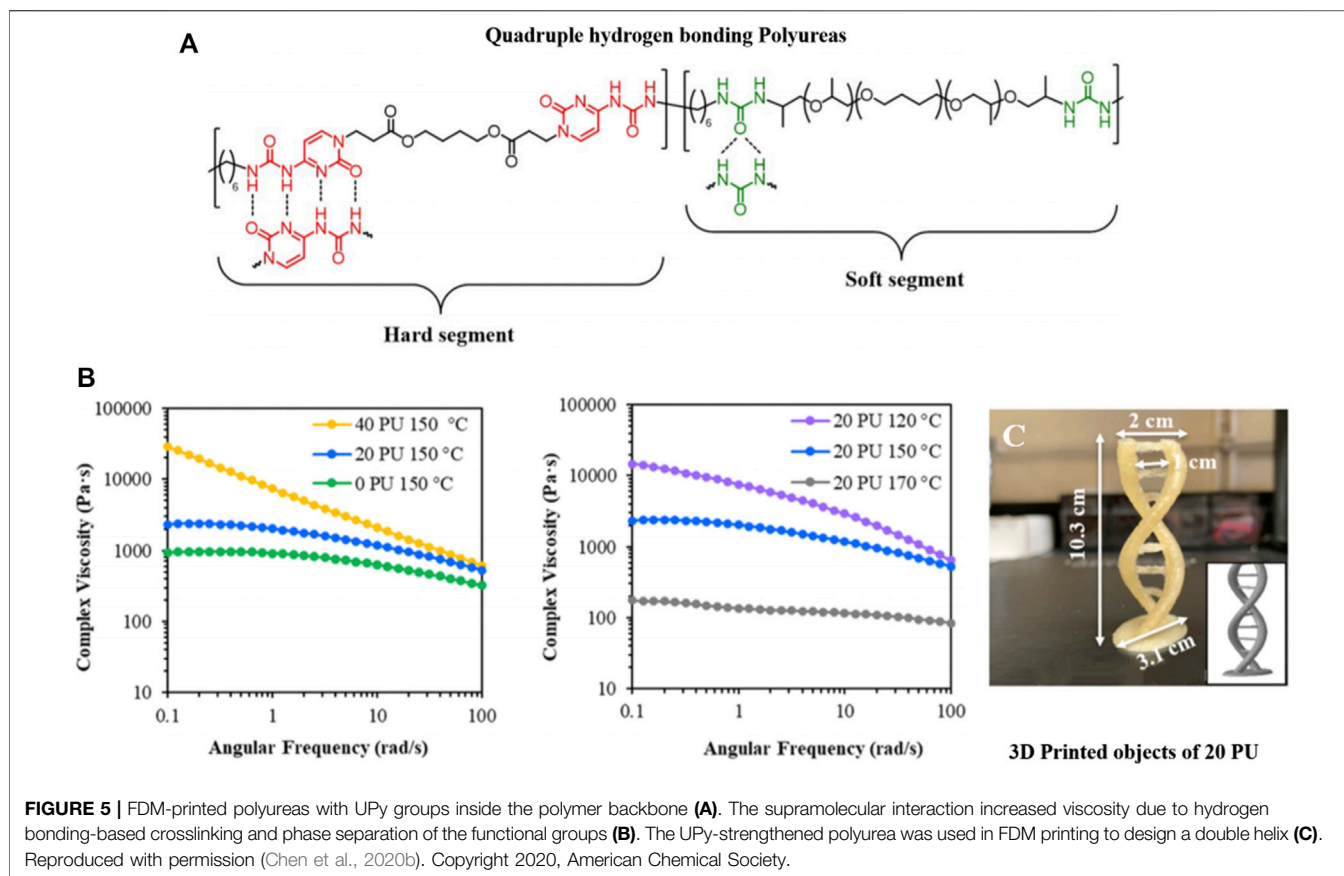 A
Quadruple hydrogen bonding Polyureas
Hard segment
Soft segment
B
100000
10000
1000
100
10
0.1
1
10
100
Complex Viscosity (Pa·s)
Angular Frequency (rad/s)
40 PU 150 °C
20 PU 150 °C
0 PU 150 °C
100000
10000
1000
100
10
0.1
1
10
100
Complex Viscosity (Pa·s)
Angular Frequency (rad/s)
20 PU 120 °C
20 PU 150 °C
20 PU 170 °C
C
2 cm
1 cm
10.3 cm
3.1 cm
3D Printed objects of 20 PU
FIGURE 5 | FDM-printed polyureas with UPy groups inside the polymer backbone (A). The supramolecular interaction increased viscosity due to hydrogen
bonding-based crosslinking and phase separation of the functional groups (B). The UPy-strengthened polyurea was used in FDM printing to design a double helix (C).
Reproduced with permission (Chen et al., 2020b). Copyright 2020, American Chemical Society.